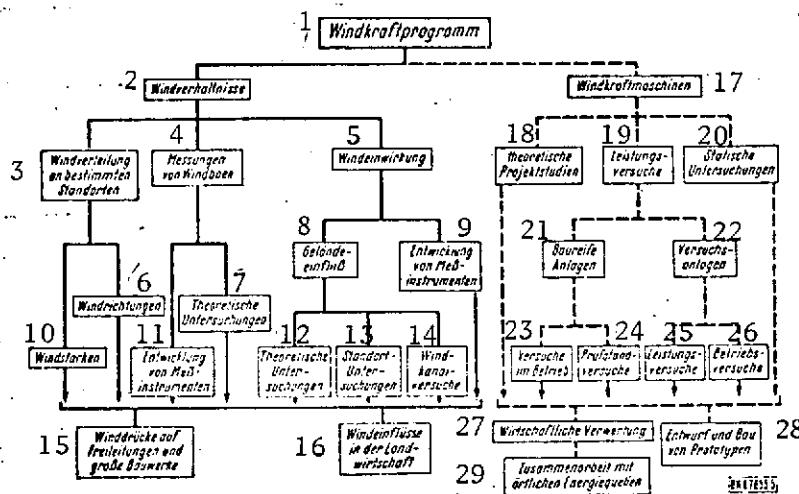 1 Windkraftprogramm
2 Windverhältnisse
Windkraftmaschinen 17
3 Windverteilung
an bestimmten
Standorten
4 Messungen
von Windböen
5 Windeinwirkung
18 Theoretische
Projektstudien
19 Leistungs-
versuche
20 Statische
Untersuchungen
8 Gelände-
einfluß
9 Entwicklung
von Meß-
instrumenten
21 Baureife
Anlagen
22 Versuchs-
anlagen
6 Windrichtungen
7 Theoretische
Untersuchungen
10 Windstärken
11 Entwicklung
von Meß-
instrumenten
12 Theoretische
Unter-
suchungen
13 Standort-
Unter-
suchungen
14 Wind-
kanal-
versuche
23 Versuche
im Betrieb
24 Prüfstand-
versuche
25 Leistungs-
versuche
26 Betriebs-
versuche
15 Winddrücke auf
Freileitungen und
große Bauwerke
16 Windeinflüsse
in der Land-
wirtschaft
27 Wirtschaftliche Verwertung
Entwurf und Bau 28
von Prototypen
29 Zusammenarbeit mit
örtlichen Energiequellen